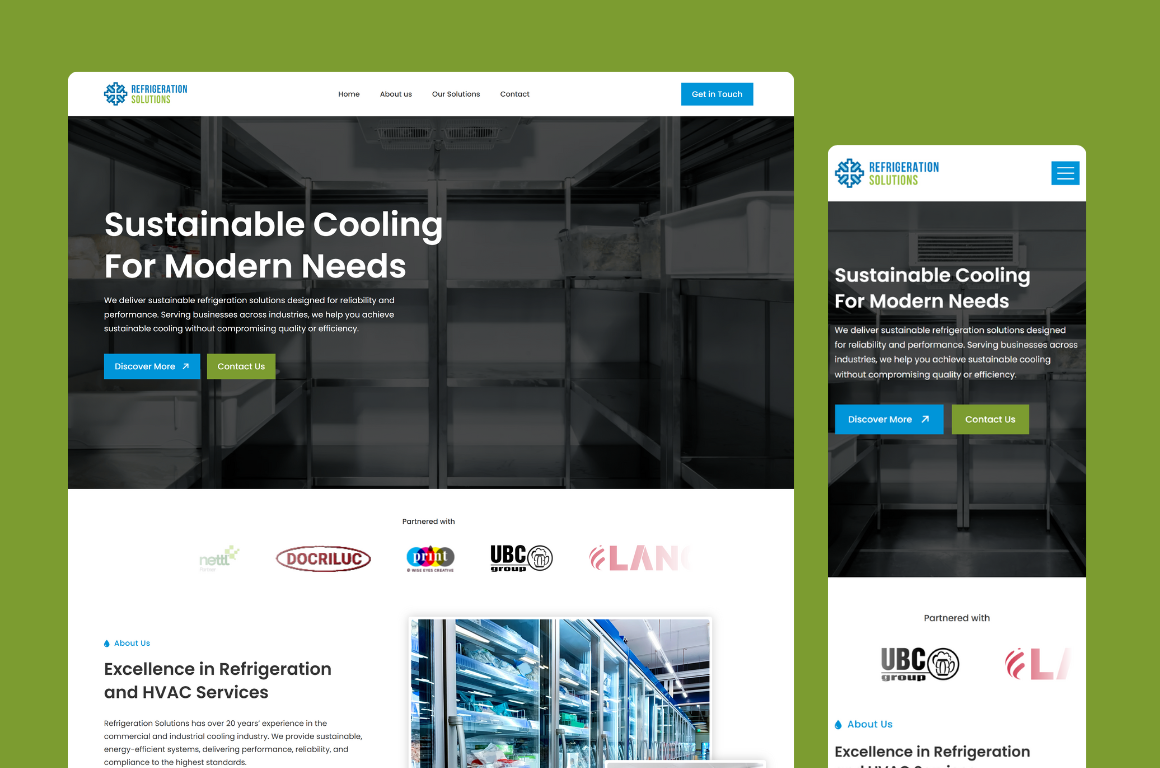 REFRIGERATION
SOLUTIONS
Home About us Our Solutions Contact
Get in Touch
Sustainable Cooling
For Modern Needs
We deliver sustainable refrigeration solutions designed for reliability and
performance. Serving businesses across industries, we help you achieve
sustainable cooling without compromising quality or efficiency.
Discover More
Contact Us
Partnered with
netti
DOCRILUC
print
WIDE EYES CREATIVE
UBC
group
LANC
About Us
Excellence in Refrigeration
and HVAC Services
Refrigeration Solutions has over 20 years' experience in the
commercial and industrial cooling industry. We provide sustainable,
energy-efficient systems, delivering performance, reliability, and
compliance to the highest standards.
REFRIGERATION
SOLUTIONS
Sustainable Cooling
For Modern Needs
We deliver sustainable refrigeration solutions designed
for reliability and performance. Serving businesses across
industries, we help you achieve sustainable cooling
without compromising quality or efficiency.
Discover More
Contact Us
Partnered with
UBC
group
LA
About Us
Excellence in Refrigeration